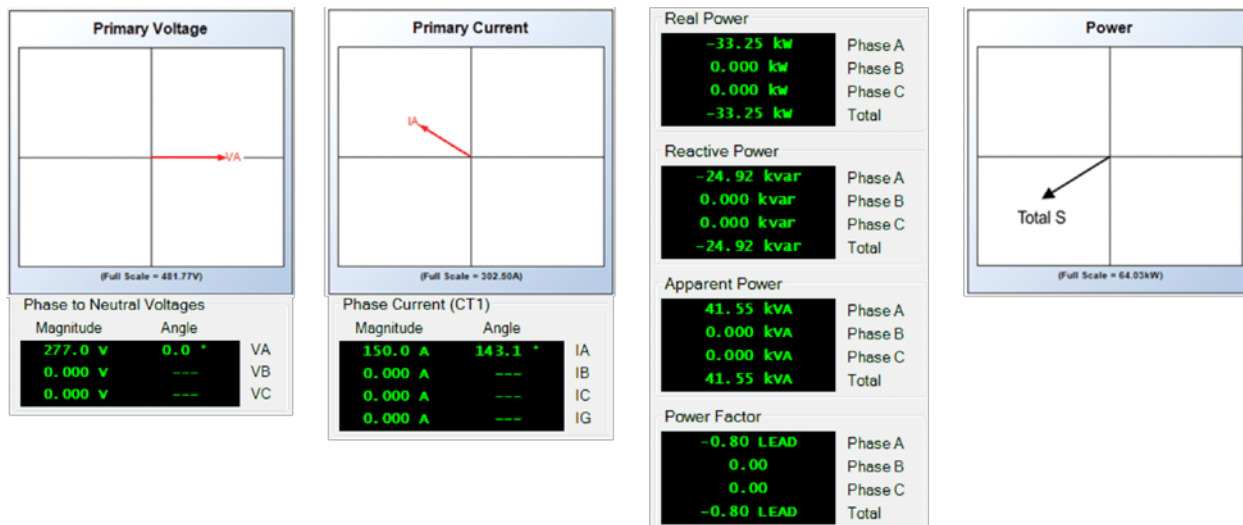 Primary Voltage
VA
(Full Scale = 481.77V)
Phase to Neutral Voltages
Magnitude Angle
277.0 V 0.0 ° VA
0.000 V --- VB
0.000 V --- VC
Primary Current
IA
(Full Scale = 302.50A)
Phase Current (CT1)
Magnitude Angle
150.0 A 143.1 ° IA
0.000 A --- IB
0.000 A --- IC
0.000 A --- IG
Real Power
-33.25 kW Phase A
0.000 kW Phase B
0.000 kW Phase C
-33.25 kW Total
Reactive Power
-24.92 kvar Phase A
0.000 kvar Phase B
0.000 kvar Phase C
-24.92 kvar Total
Apparent Power
41.55 kVA Phase A
0.000 kVA Phase B
0.000 kVA Phase C
41.55 kVA Total
Power Factor
-0.80 LEAD Phase A
0.00 Phase B
0.00 Phase C
-0.80 LEAD Total
Power
Total S
(Full Scale = 64.03kW)